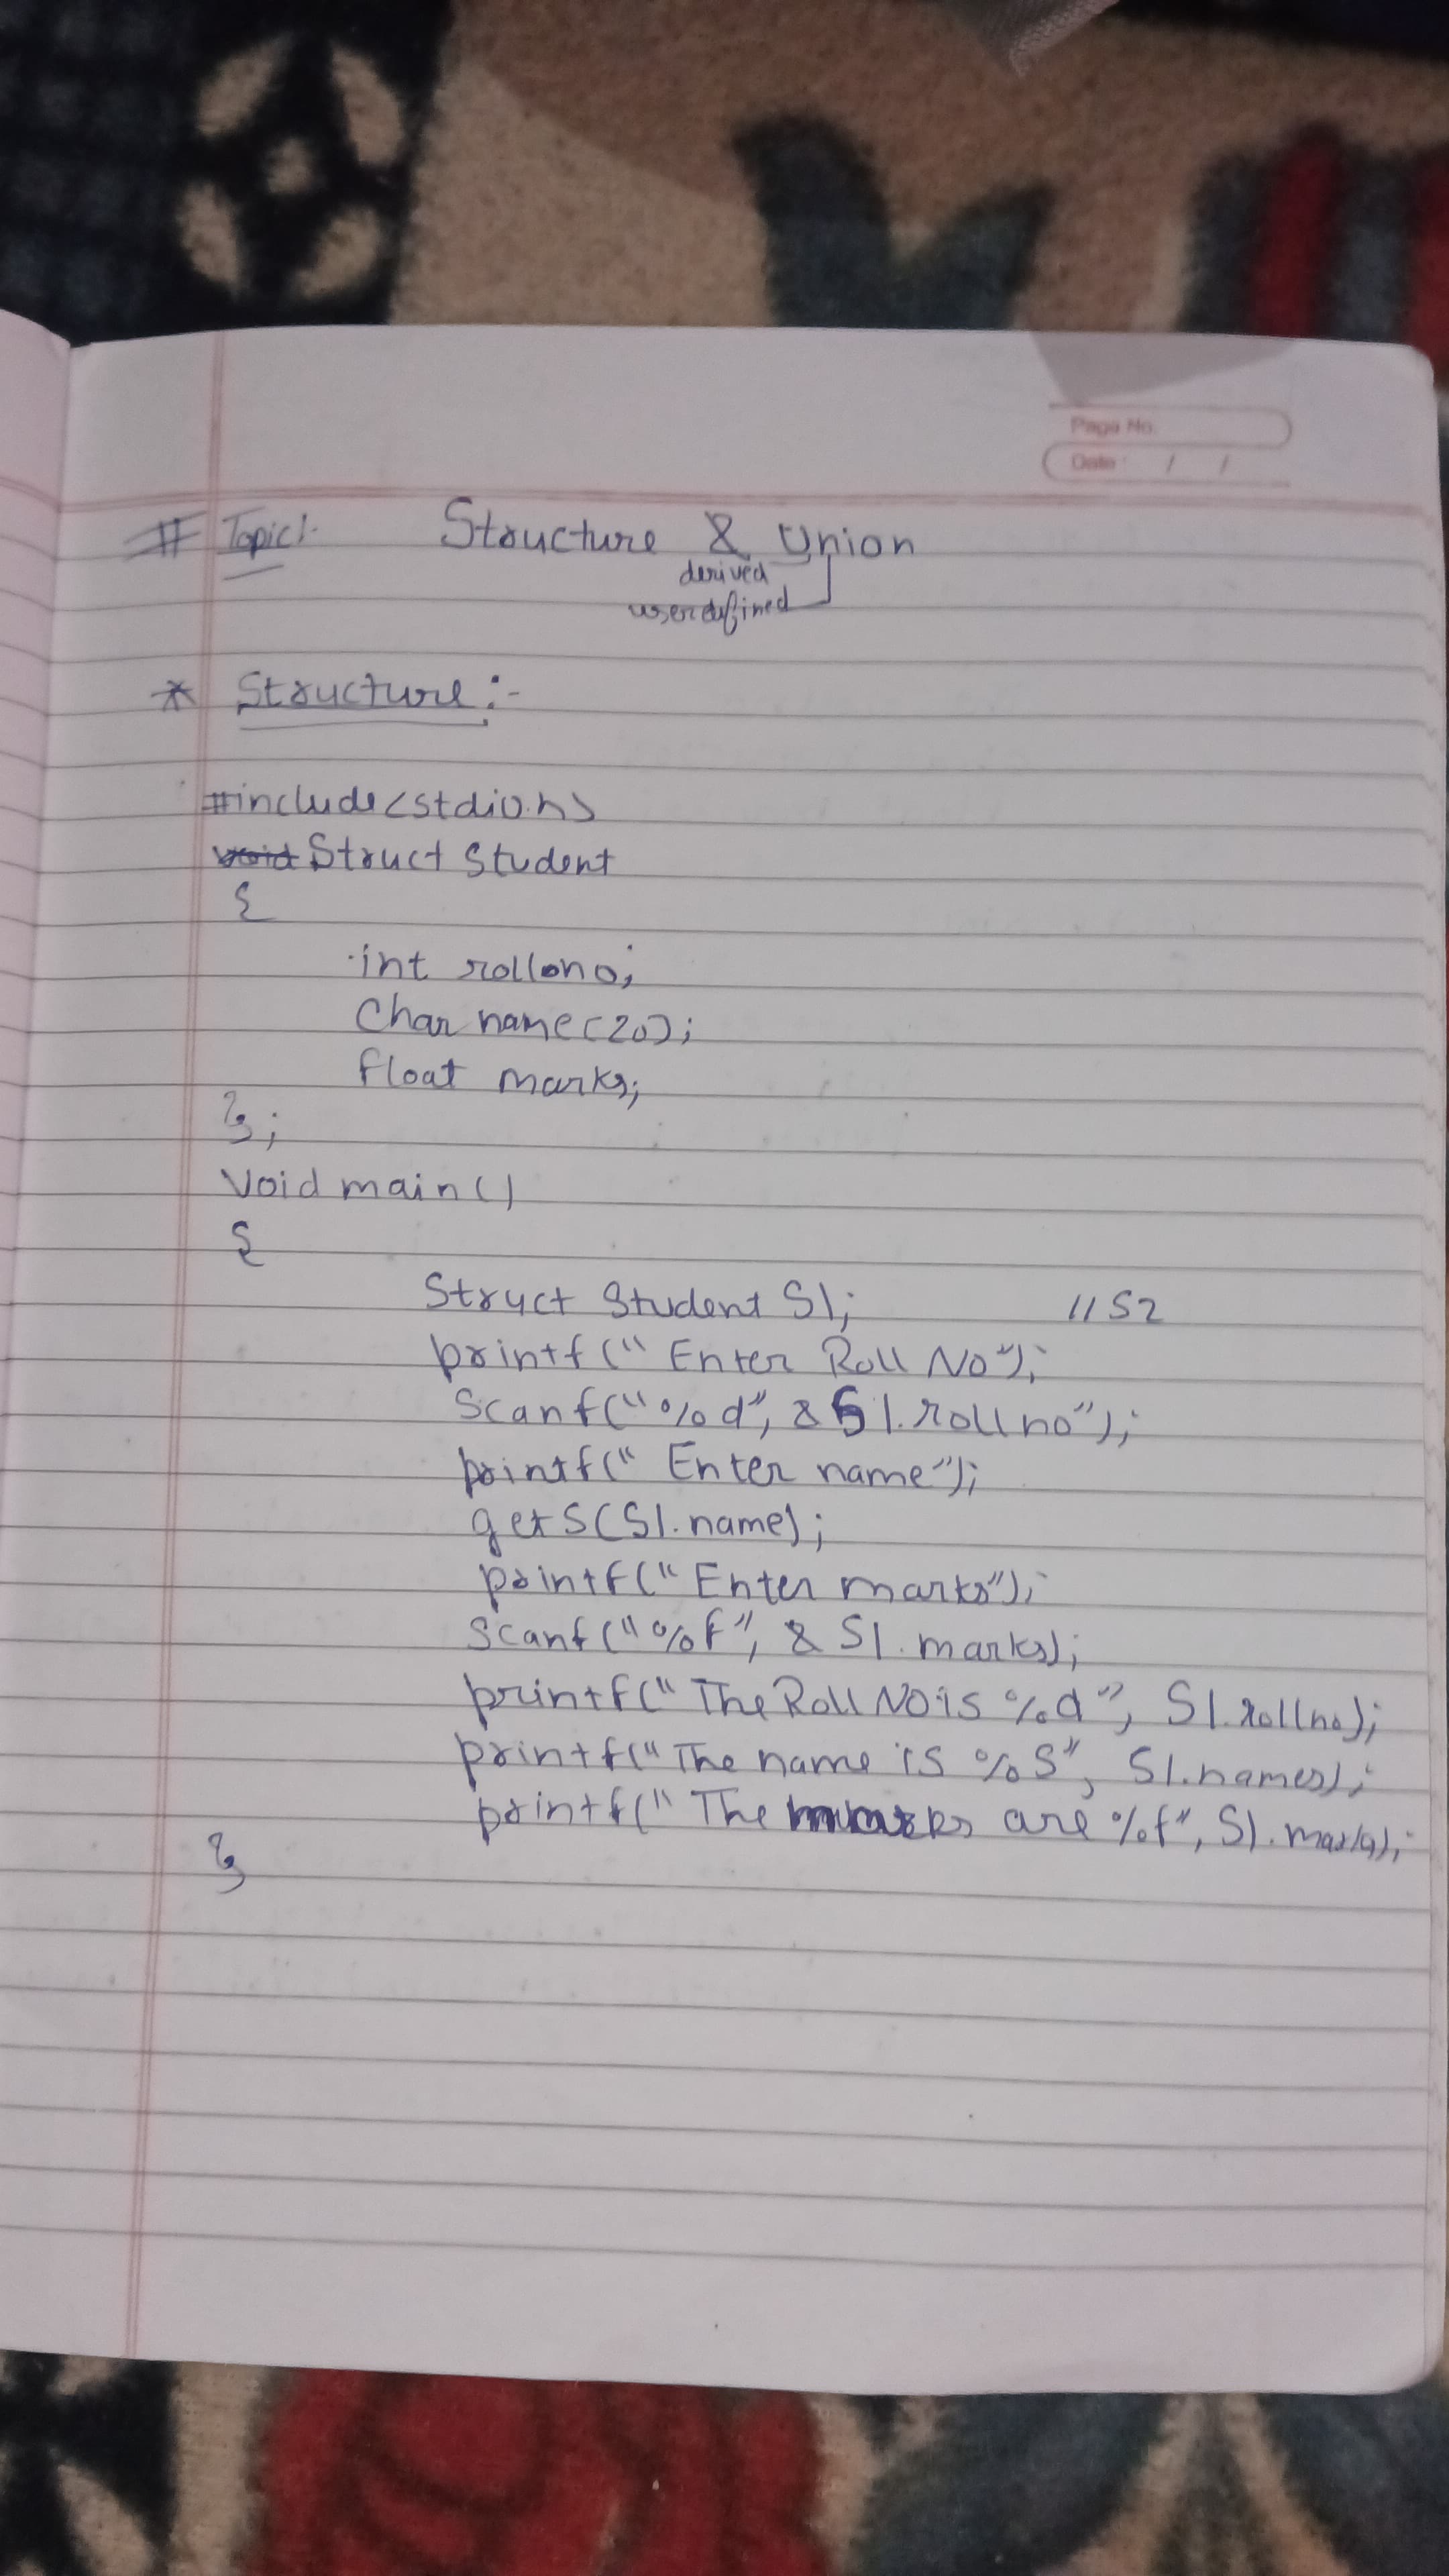 Page No.
Date : / /
# Topic:- Structure & Union
derived
userdefined
* Structure :-
#include<stdio.h>
void Struct Student
{
int rollono;
Char name(20);
float marks;
};
Void main()
{
Struct Student S1; //S2
printf(" Enter Roll No");
Scanf("%d", &S1.rollno");
printf(" Enter name");
gets(S1.name);
printf("Enter marks");
Scanf("%f", & S1.marks);
printf(" The Roll NO is %d", S1.rollno);
printf("The name is %S", S1.names);
printf(" The marks are %f", S1.marks);
}